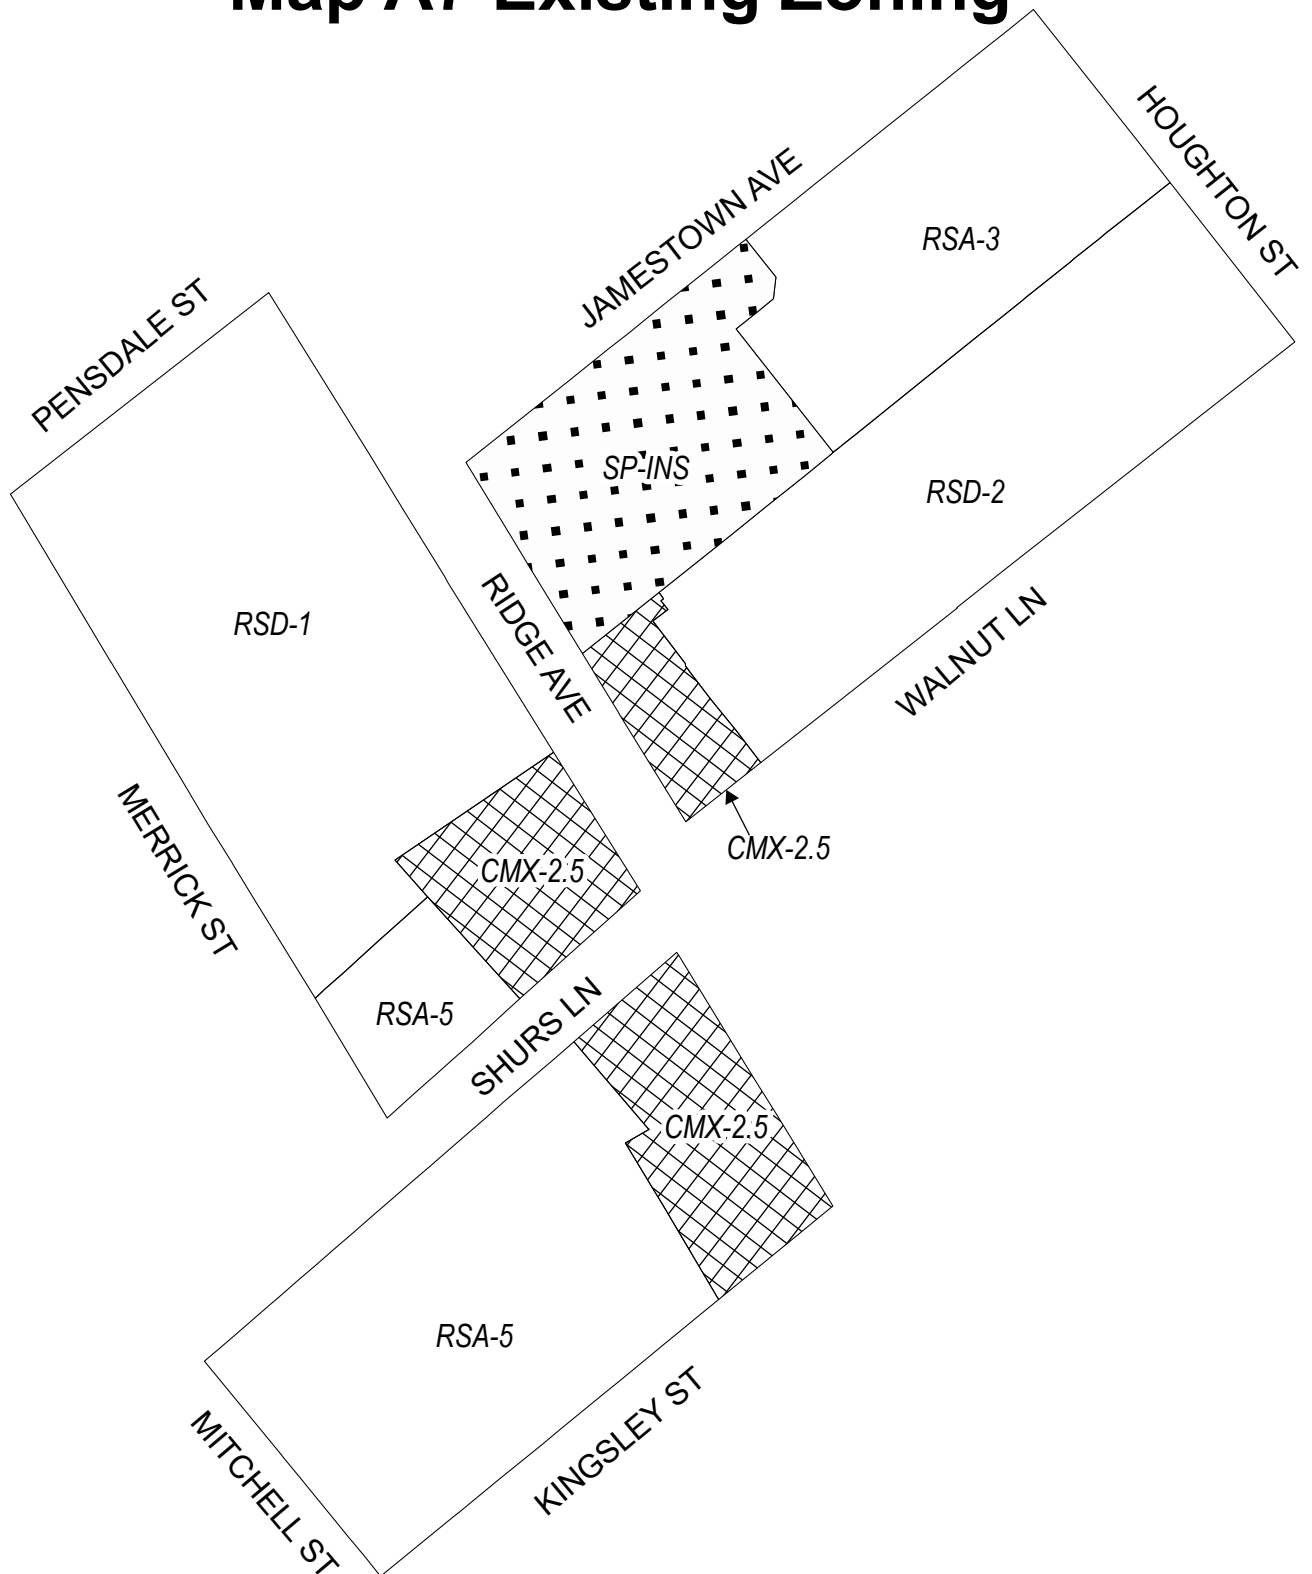 Map A7 Existing Zoning
HOUGHTON ST
JAMESTOWN AVE
RSA-3
PENSDALE ST
SP-INS
RSD-2
RIDGE AVE
RSD-1
WALNUT LN
MERRICK ST
CMX-2.5
CMX-2.5
RSA-5
SHURS LN
CMX-2.5
RSA-5
KINGSLEY ST
MITCHELL ST